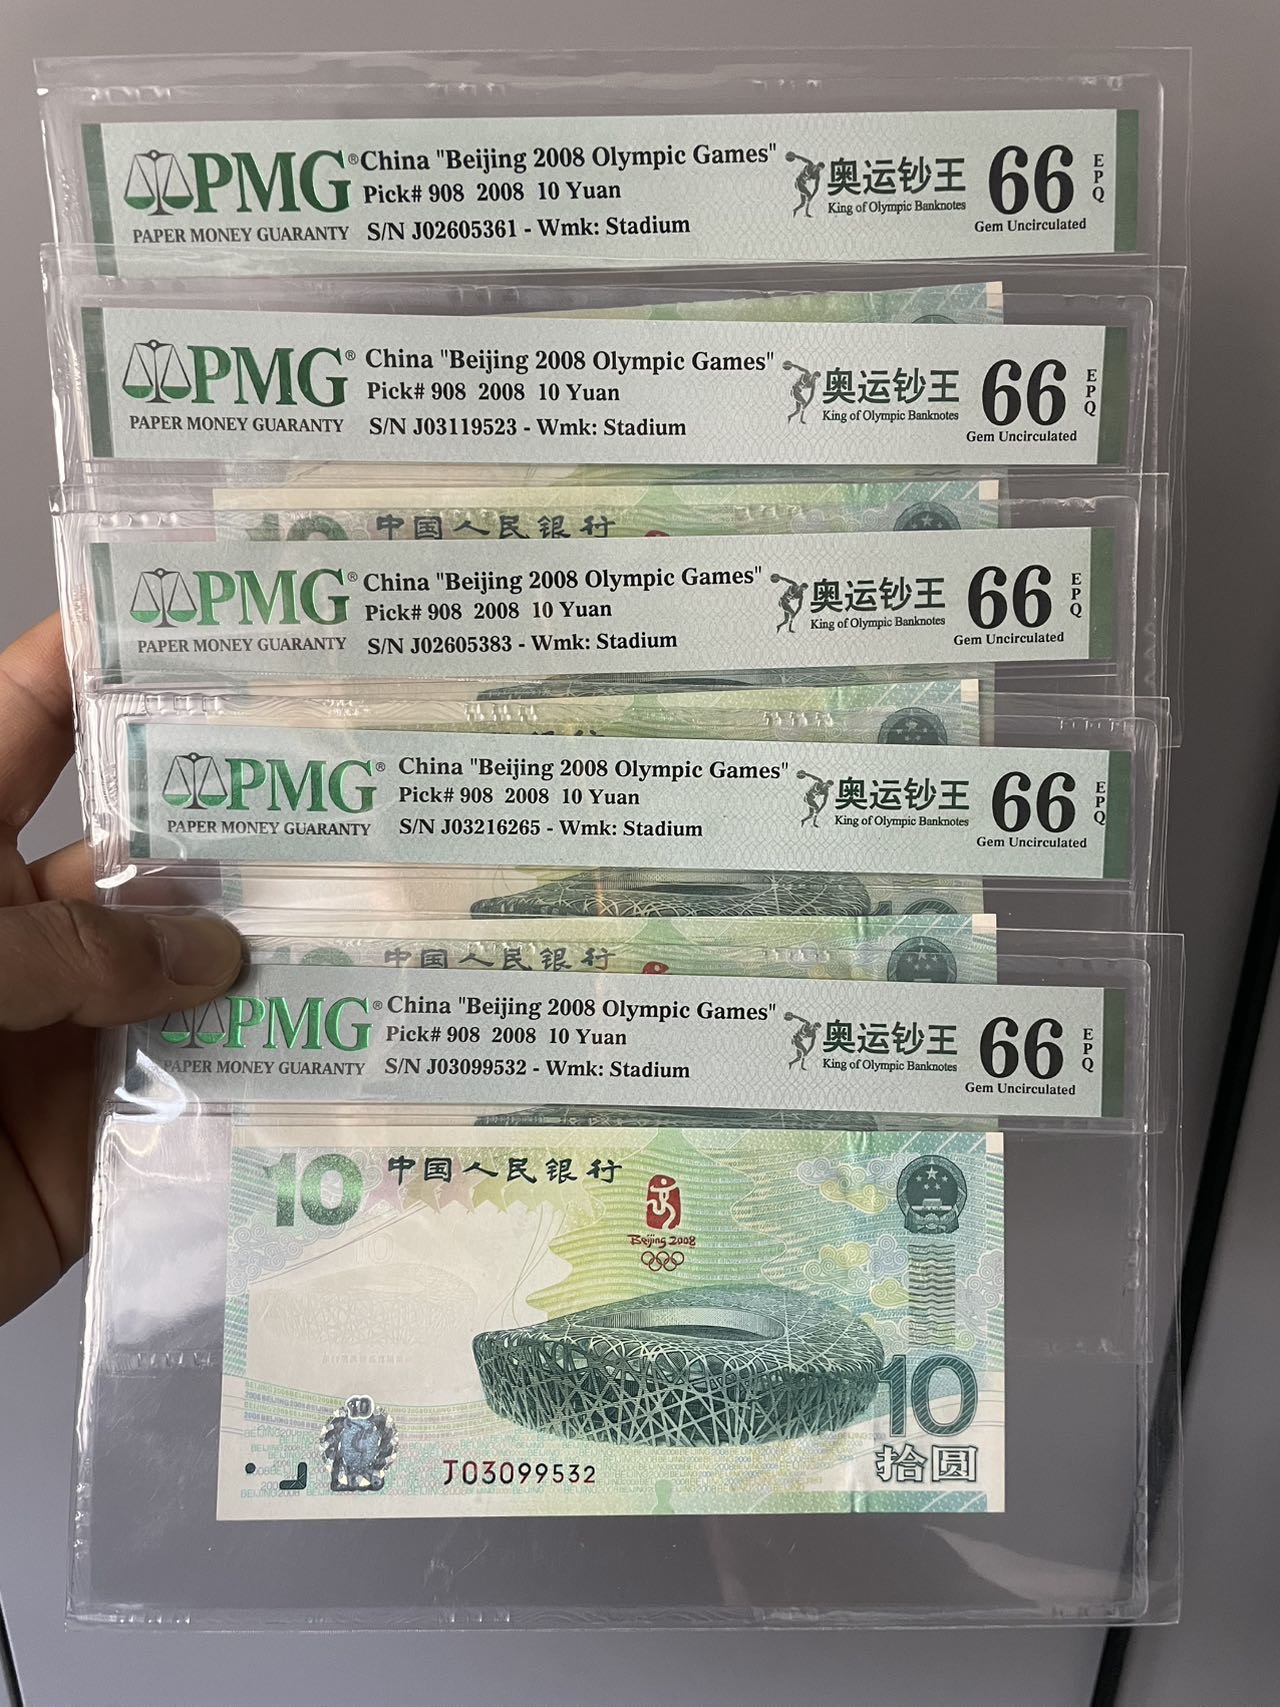 PMG® China "Beijing 2008 Olympic Games" 奥运钞王 66 EPQ
Pick# 908 2008 10 Yuan King of Olympic Banknotes
PAPER MONEY GUARANTY S/N J02605361 - Wmk: Stadium Gem Uncirculated
PMG® China "Beijing 2008 Olympic Games" 奥运钞王 66 EPQ
Pick# 908 2008 10 Yuan King of Olympic Banknotes
PAPER MONEY GUARANTY S/N J03119523 - Wmk: Stadium Gem Uncirculated
10 中国人民银行
PMG® China "Beijing 2008 Olympic Games" 奥运钞王 66 EPQ
Pick# 908 2008 10 Yuan King of Olympic Banknotes
PAPER MONEY GUARANTY S/N J02605383 - Wmk: Stadium Gem Uncirculated
PMG® China "Beijing 2008 Olympic Games" 奥运钞王 66 EPQ
Pick# 908 2008 10 Yuan King of Olympic Banknotes
PAPER MONEY GUARANTY S/N J03216265 - Wmk: Stadium Gem Uncirculated
10
10 中国人民银行
PMG® China "Beijing 2008 Olympic Games" 奥运钞王 66 EPQ
Pick# 908 2008 10 Yuan King of Olympic Banknotes
PAPER MONEY GUARANTY S/N J03099532 - Wmk: Stadium Gem Uncirculated
10 中国人民银行
Beijing 2008
10
10
拾圆
J03099532